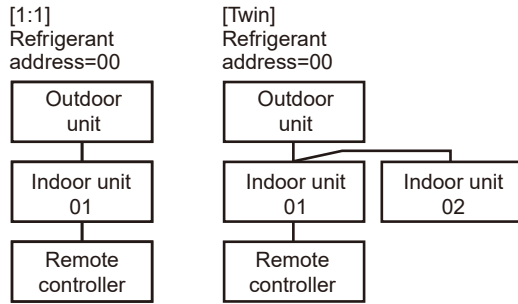 [1:1]
Refrigerant
address=00
Outdoor
unit
Indoor unit
01
Remote
controller
[Twin]
Refrigerant
address=00
Outdoor
unit
Indoor unit
01
Indoor unit
02
Remote
controller